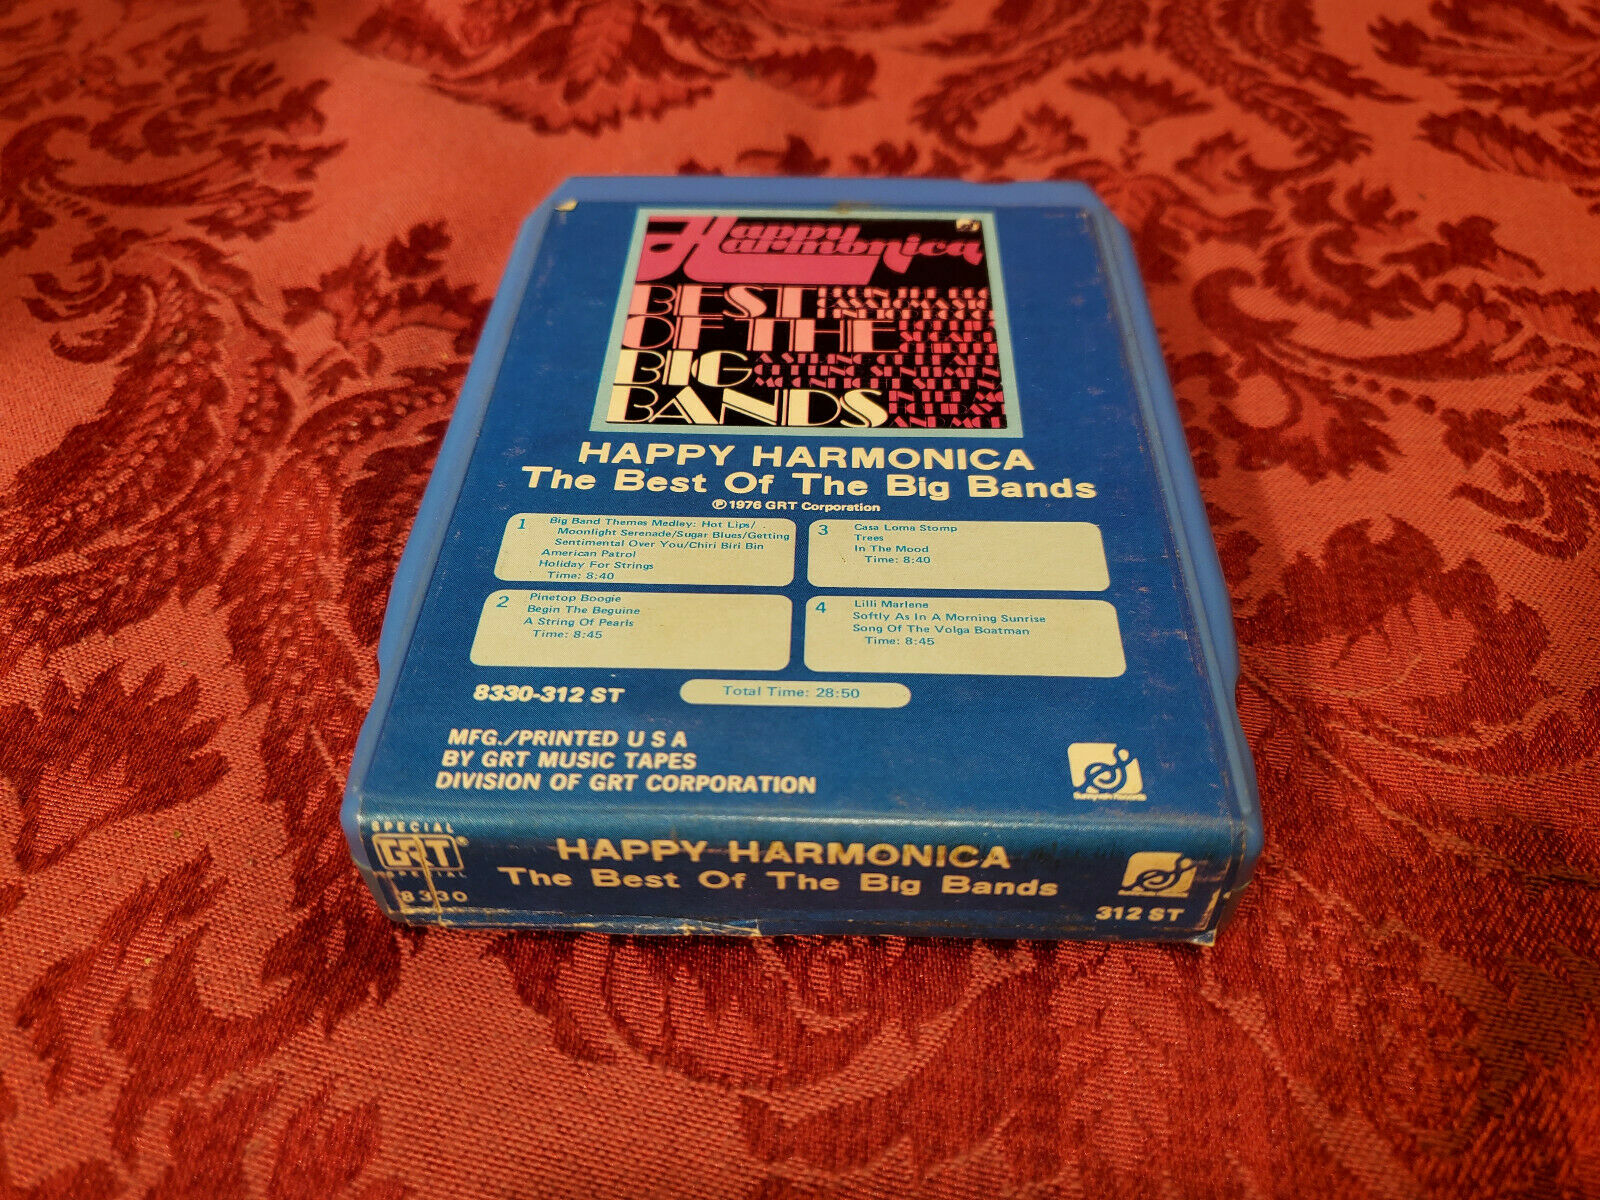 Happy
Harmonica
BEST
OF THE
BIG
BANDS
HAPPY HARMONICA
The Best Of The Big Bands
Ⓟ 1976 GRT Corporation
1 Big Band Themes Medley: Hot Lips/
Moonlight Serenade/Sugar Blues/Getting
Sentimental Over You/Chiri Biri Bin
American Patrol
Holiday For Strings
Time: 8:40
2 Pinetop Boogie
Begin The Beguine
A String Of Pearls
Time: 8:45
3 Casa Loma Stomp
Trees
In The Mood
Time: 8:40
4 Lilli Marlene
Softly As In A Morning Sunrise
Song Of The Volga Boatman
Time: 8:45
8330-312 ST
Total Time: 28:50
MFG./PRINTED U S A
BY GRT MUSIC TAPES
DIVISION OF GRT CORPORATION
SPECIAL
GRT®
SPECIAL
8330
HAPPY HARMONICA
The Best Of The Big Bands
312 ST